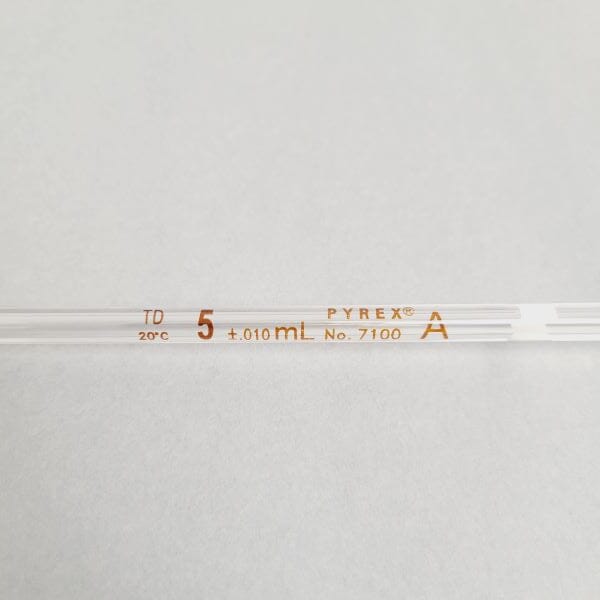 TD
20°C
5 ±.010 mL
PYREX®
No. 7100
A